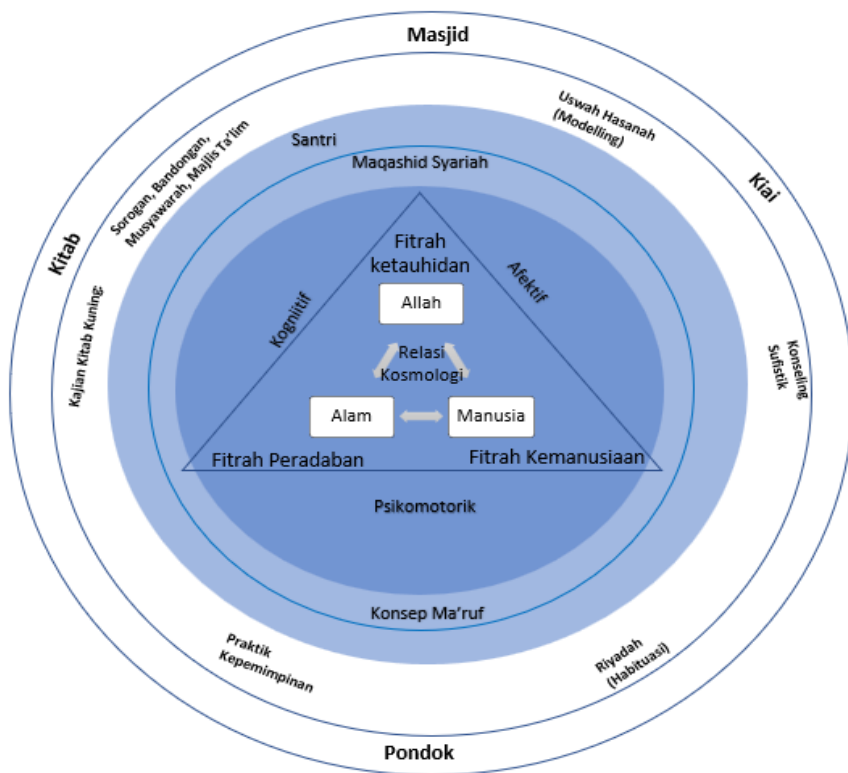 Masjid
Uswah Hasanah
(Modelling)
Kiai
Sorogan, Bandongan,
Musyawarah, Majlis Ta'lim
Kitab
Santri
Maqashid Syariah
Fitrah
ketauhidan
Kogniitif
Afektif
Allah
Relasi
Kosmologi
Kajian Kitab Kuning:
Konseling
Sufistik
Alam
Manusia
Fitrah Peradaban
Fitrah Kemanusiaan
Psikomotorik
Konsep Ma'ruf
Praktik
Kepemimpinan
Riyadah
(Habituasi)
Pondok